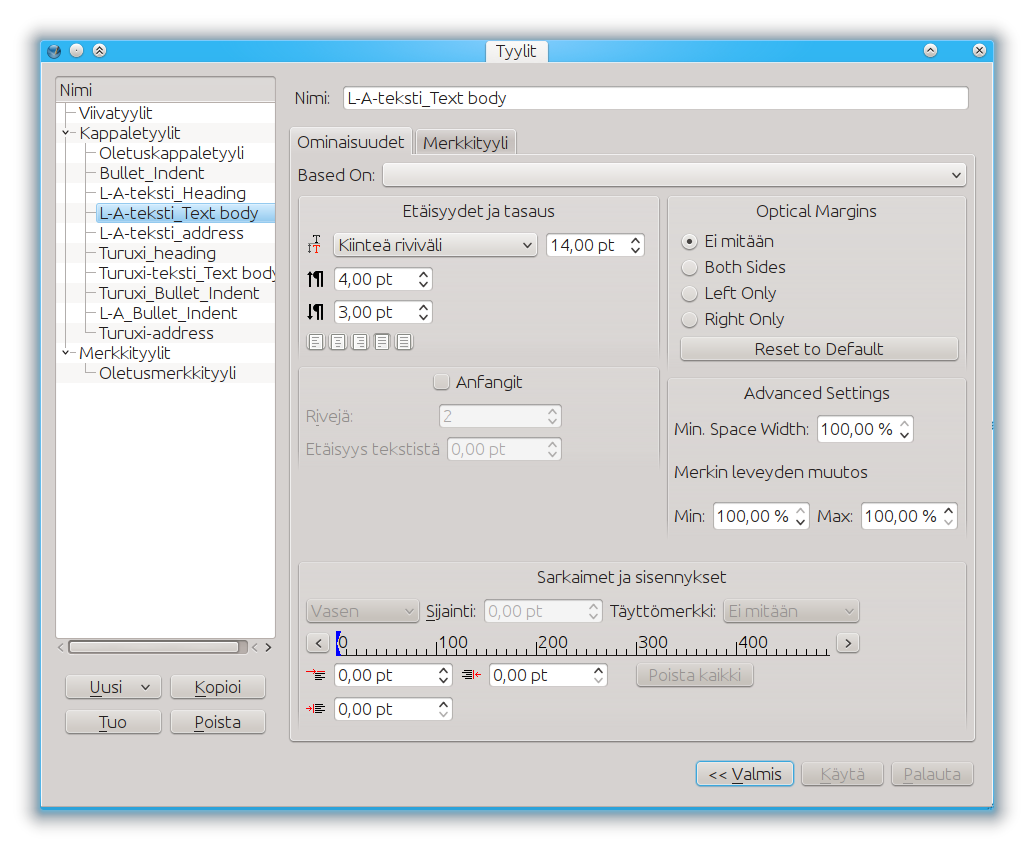 Tyylit
Nimi
Viivatyylit
Kappaletyylit
Oletuskappaletyyli
Bullet_Indent
L-A-teksti_Heading
L-A-teksti_Text body
L-A-teksti_address
Turuxi_heading
Turuxi-teksti_Text body
Turuxi_Bullet_Indent
L-A_Bullet_Indent
Turuxi-address
Merkkityylit
Oletusmerkkityyli
Uusi Kopioi
Tuo Poista
Nimi: L-A-teksti_Text body
Ominaisuudet Merkkityyli
Based On:
Etäisyydet ja tasaus
Kiinteä riviväli 14,00 pt
4,00 pt
3,00 pt
Anfangit
Rivejä: 2
Etäisyys tekstistä 0,00 pt
Optical Margins
Ei mitään
Both Sides
Left Only
Right Only
Reset to Default
Advanced Settings
Min. Space Width: 100,00 %
Merkin leveyden muutos
Min: 100,00 % Max: 100,00 %
Sarkaimet ja sisennykset
Vasen Sijainti: 0,00 pt Täyttömerkki: Ei mitään
< 0 100 200 300 400 >
0,00 pt 0,00 pt Poista kaikki
0,00 pt
<< Valmis Käytä Palauta